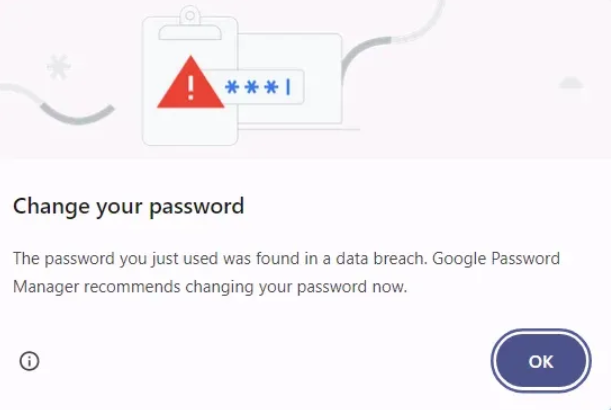 ***|
Change your password
The password you just used was found in a data breach. Google Password
Manager recommends changing your password now.
OK